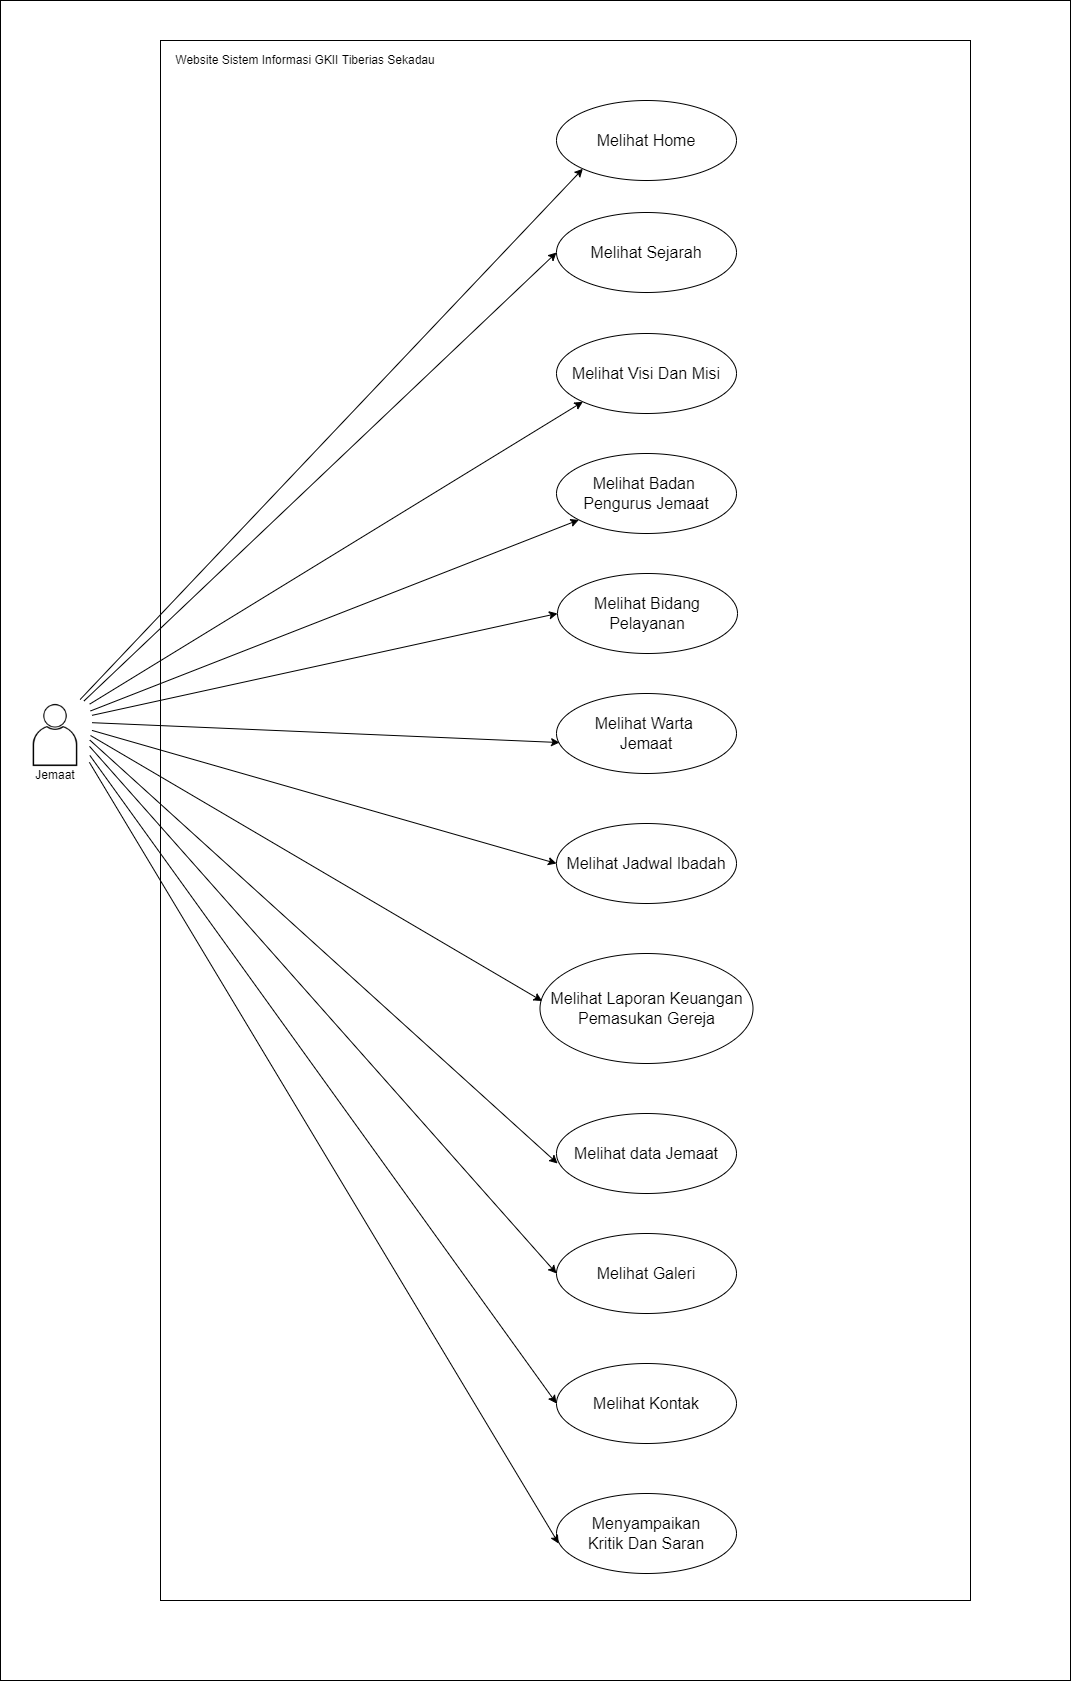 Website Sistem Informasi GKII Tiberias Sekadau
Melihat Home
Melihat Sejarah
Melihat Visi Dan Misi
Melihat Badan
Pengurus Jemaat
Melihat Bidang
Pelayanan
Melihat Warta
Jemaat
Jemaat
Melihat Jadwal Ibadah
Melihat Laporan Keuangan
Pemasukan Gereja
Melihat data Jemaat
Melihat Galeri
Melihat Kontak
Menyampaikan
Kritik Dan Saran